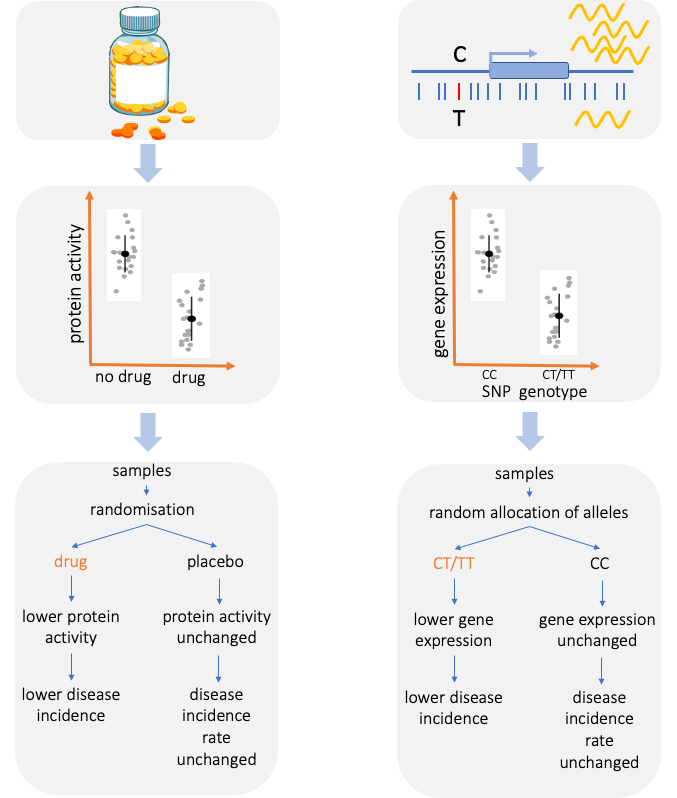 C
T
protein activity
no drug
drug
gene expression
CC
CT/TT
SNP genotype
samples
randomisation
drug
placebo
lower protein
activity
protein activity
unchanged
lower disease
incidence
disease
incidence
rate
unchanged
samples
random allocation of alleles
CT/TT
CC
lower gene
expression
gene expression
unchanged
lower disease
incidence
disease
incidence
rate
unchanged